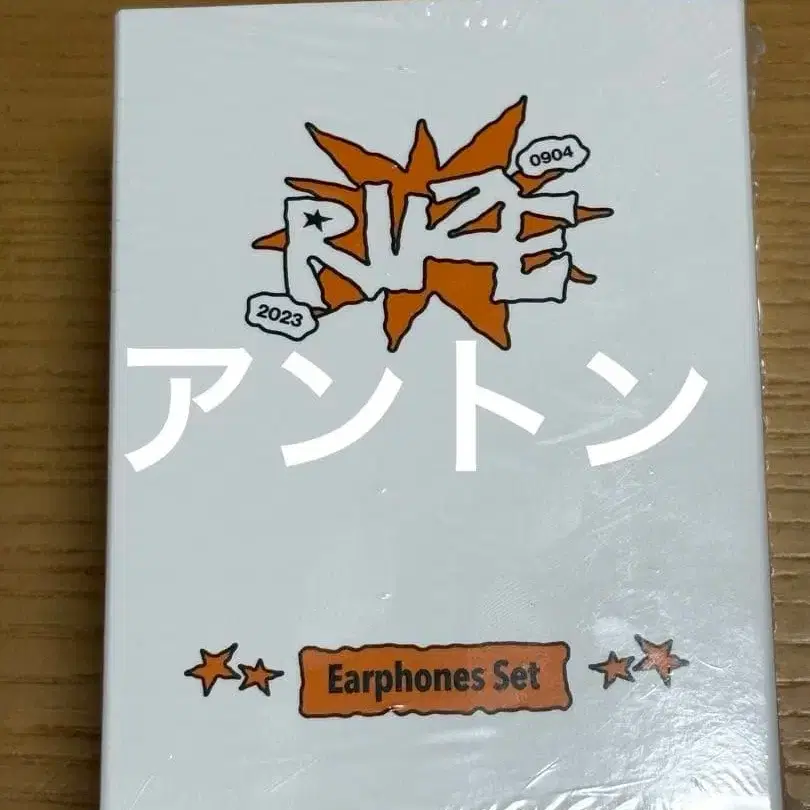 0904
RIIZE
2023
アントン
Earphones Set